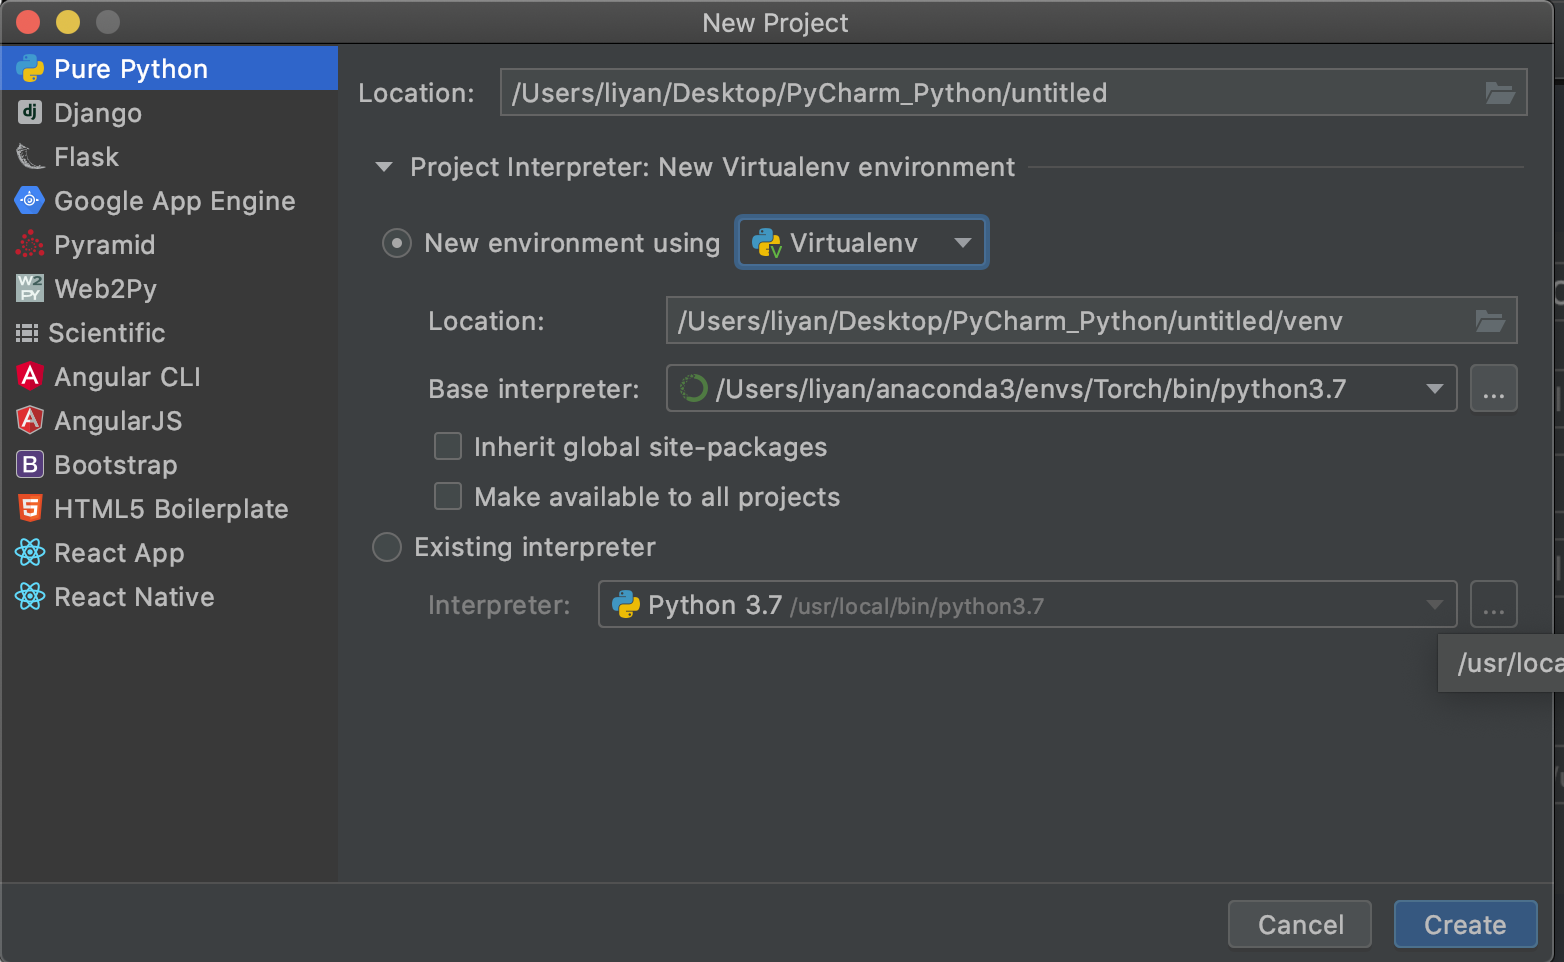 New Project
Pure Python
dj Django
Flask
Google App Engine
Pyramid
W2PY Web2Py
Scientific
A Angular CLI
A AngularJS
B Bootstrap
5 HTML5 Boilerplate
React App
React Native
Location: /Users/liyan/Desktop/PyCharm_Python/untitled
Project Interpreter: New Virtualenv environment
New environment using V Virtualenv
Location: /Users/liyan/Desktop/PyCharm_Python/untitled/venv
Base interpreter: /Users/liyan/anaconda3/envs/Torch/bin/python3.7 ...
Inherit global site-packages
Make available to all projects
Existing interpreter
Interpreter: Python 3.7 /usr/local/bin/python3.7 ...
/usr/loca
Cancel Create